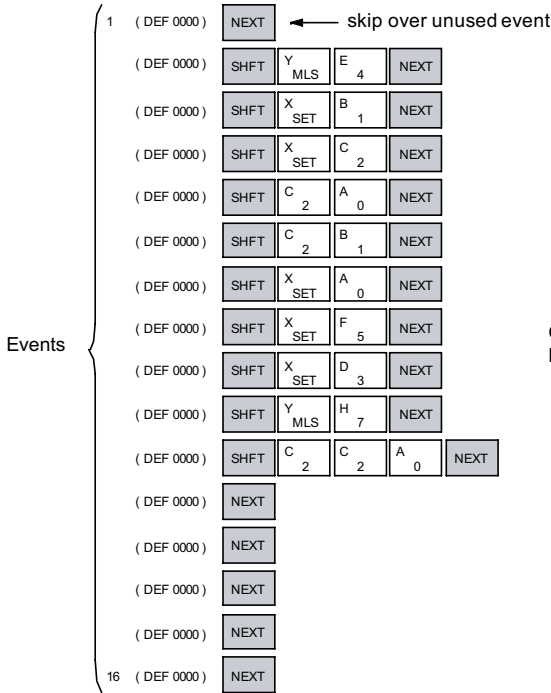 1 ( DEF 0000 ) NEXT skip over unused event
( DEF 0000 ) SHFT Y MLS E 4 NEXT
( DEF 0000 ) SHFT X SET B 1 NEXT
( DEF 0000 ) SHFT X SET C 2 NEXT
( DEF 0000 ) SHFT C 2 A 0 NEXT
( DEF 0000 ) SHFT C 2 B 1 NEXT
( DEF 0000 ) SHFT X SET A 0 NEXT
( DEF 0000 ) SHFT X SET F 5 NEXT
Events
( DEF 0000 ) SHFT X SET D 3 NEXT
( DEF 0000 ) SHFT Y MLS H 7 NEXT
( DEF 0000 ) SHFT C 2 C 2 A 0 NEXT
( DEF 0000 ) NEXT
( DEF 0000 ) NEXT
( DEF 0000 ) NEXT
( DEF 0000 ) NEXT
16 ( DEF 0000 ) NEXT